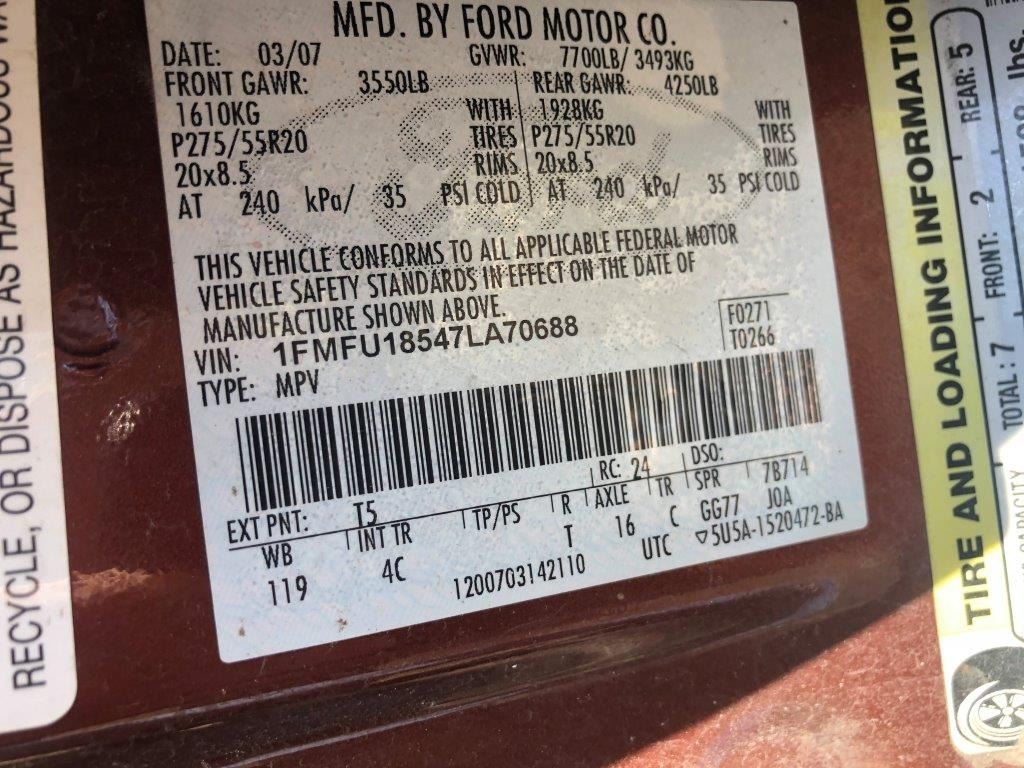 MFD. BY FORD MOTOR CO.
DATE: 03/07 GVWR: 7700LB/ 3493KG
FRONT GAWR: 3550LB REAR GAWR: 4250LB
1610KG WITH 1928KG WITH
P275/55R20 TIRES P275/55R20 TIRES
20x8.5 RIMS 20x8.5 RIMS
AT 240 kPa/ 35 PSI COLD AT 240 kPa/ 35 PSI COLD
THIS VEHICLE CONFORMS TO ALL APPLICABLE FEDERAL MOTOR
VEHICLE SAFETY STANDARDS IN EFFECT ON THE DATE OF
MANUFACTURE SHOWN ABOVE.
VIN: 1FMFU18547LA70688
F0271
TYPE: MPV
T0266
EXT PNT: T5 RC: 24 DSO:
WB INT TR TP/PS R AXLE TR SPR 7B714
119 4C T 16 C GG77 JOA
1200703142110 UTC ▽5U5A-1520472-BA
RECYCLE, OR DISPOSE AS HAZARDOUS
TIRE AND LOADING INFORMATION
TOTAL: 7 FRONT: 2 REAR: 5
lbs.
CAPACITY